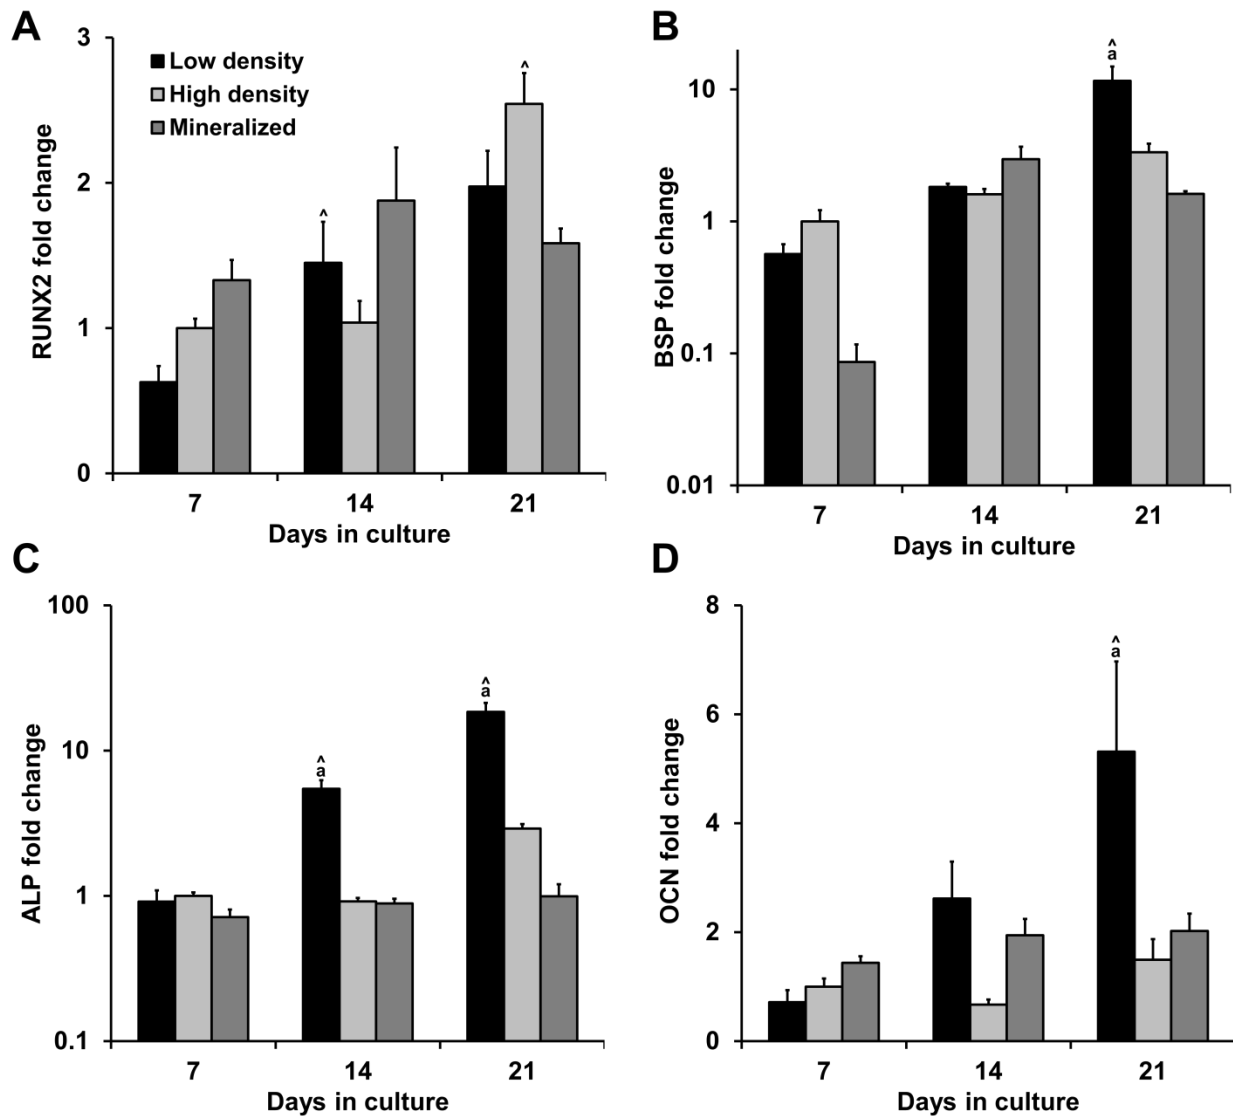 A
RUNX2 fold change
3
2
1
0
Low density
High density
Mineralized
^
^
7
14
21
Days in culture
B
BSP fold change
10
1
0.1
0.01
^
a
7
14
21
Days in culture
C
ALP fold change
100
10
1
0.1
^
a
^
a
7
14
21
Days in culture
D
OCN fold change
8
6
4
2
0
^
a
7
14
21
Days in culture